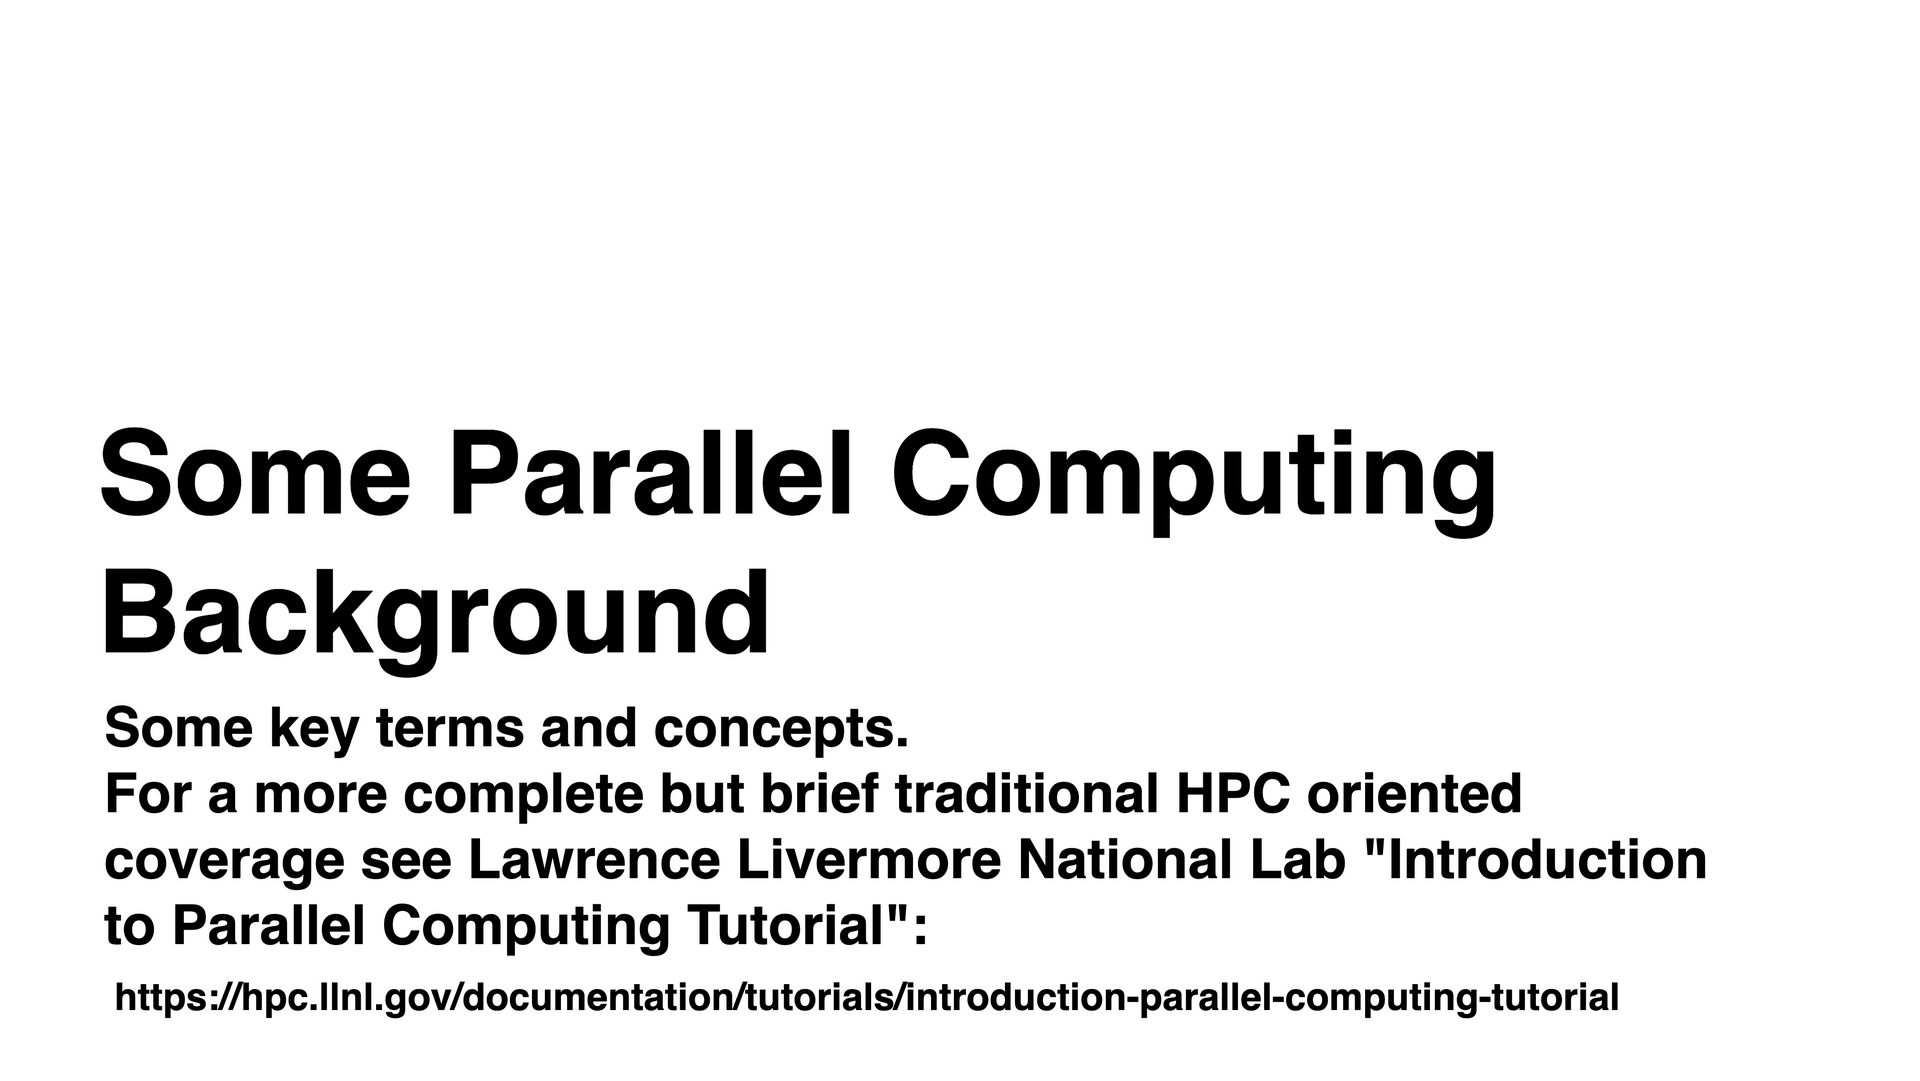 Some Parallel Computing
Background
Some key terms and concepts.
For a more complete but brief traditional HPC oriented
coverage see Lawrence Livermore National Lab "Introduction
to Parallel Computing Tutorial":
https://hpc.llnl.gov/documentation/tutorials/introduction-parallel-computing-tutorial